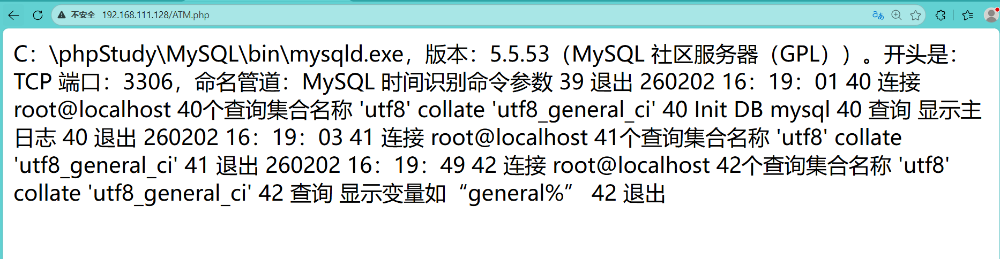 不安全 192.168.111.128/ATM.php
C：\phpStudy\MySQL\bin\mysqld.exe，版本：5.5.53（MySQL 社区服务器（GPL））。开头是：
TCP 端口：3306，命名管道：MySQL 时间识别命令参数 39 退出 260202 16：19：01 40 连接
root@localhost 40个查询集合名称 'utf8' collate 'utf8_general_ci' 40 Init DB mysql 40 查询 显示主
日志 40 退出 260202 16：19：03 41 连接 root@localhost 41个查询集合名称 'utf8' collate
'utf8_general_ci' 41 退出 260202 16：19：49 42 连接 root@localhost 42个查询集合名称 'utf8'
collate 'utf8_general_ci' 42 查询 显示变量如“general%” 42 退出